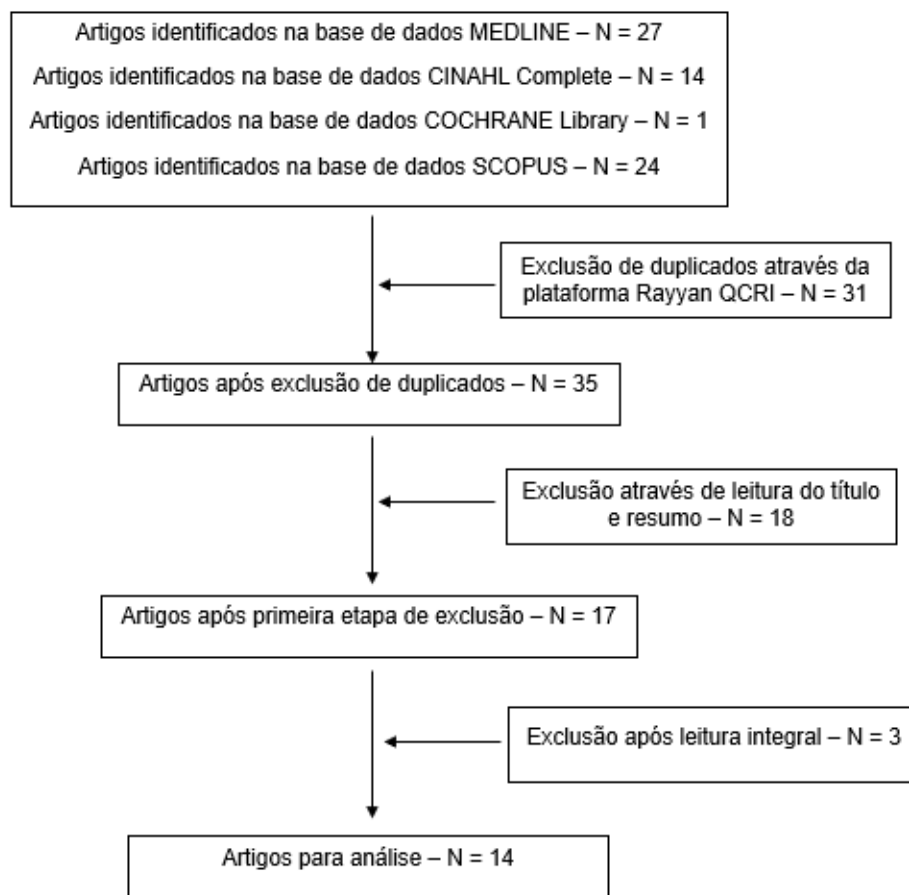 Artigos identificados na base de dados MEDLINE – N = 27
Artigos identificados na base de dados CINAHL Complete – N = 14
Artigos identificados na base de dados COCHRANE Library – N = 1
Artigos identificados na base de dados SCOPUS – N = 24
Exclusão de duplicados através da
plataforma Rayyan QCRI – N = 31
Artigos após exclusão de duplicados – N = 35
Exclusão através de leitura do título
e resumo – N = 18
Artigos após primeira etapa de exclusão – N = 17
Exclusão após leitura integral – N = 3
Artigos para análise – N = 14